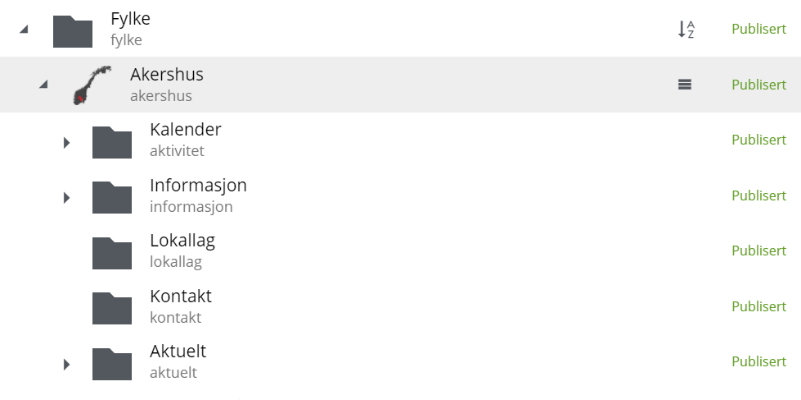 Fylke
fylke
Publisert
Akershus
akershus
Publisert
Kalender
aktivitet
Publisert
Informasjon
informasjon
Publisert
Lokallag
lokallag
Publisert
Kontakt
kontakt
Publisert
Aktuelt
aktuelt
Publisert